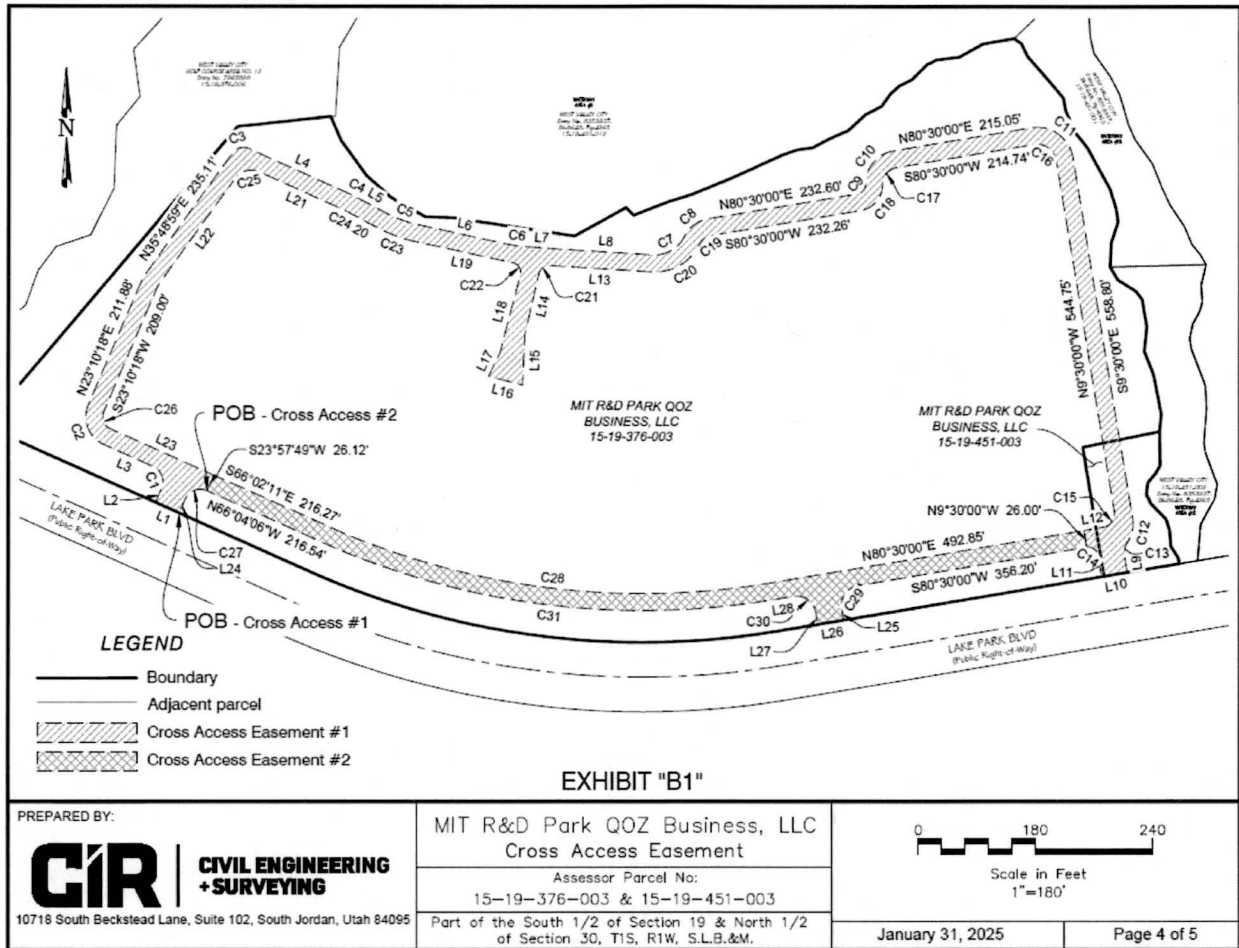 WEST VALLEY CITY
WEST VALLEY CITY
N
C3
L4
N35°48'59"E 235.11'
C25
L21
C4
L5
C5
C24.20
C23
L6
C6
L7
L19
L8
L13
C22
C21
L22
L18
L14
L17
L15
L16
C7
C8
C19
C20
N80°30'00"E 232.60'
S80°30'00"W 232.26'
C9
C10
C18
C17
N80°30'00"E 215.05'
S80°30'00"W 214.74'
C11
C16
N23°10'18"E 211.88'
S23°10'18"W 209.00'
N9°30'00"W 544.75'
S9°30'00"E 558.80'
C26
C2
POB - Cross Access #2
MIT R&D PARK QOZ
BUSINESS, LLC
15-19-376-003
MIT R&D PARK QOZ
BUSINESS, LLC
15-19-451-003
L23
L3
C1
L2
L1
S23°57'49"W 26.12'
S66°02'11"E 216.27'
N66°04'06"W 216.54'
C27
L24
LAKE PARK BLVD
(Public Right-of-Way)
POB - Cross Access #1
C28
C31
N80°30'00"E 492.85'
S80°30'00"W 356.20'
N9°30'00"W 26.00'
C15
L12
C14
L11
L9
C12
C13
L10
L28
C30
C29
L27
L26
L25
LAKE PARK BLVD
(Public Right-of-Way)
LEGEND
Boundary
Adjacent parcel
Cross Access Easement #1
Cross Access Easement #2
EXHIBIT "B1"
PREPARED BY:
CIR
CIVIL ENGINEERING
+SURVEYING
10718 South Beckstead Lane, Suite 102, South Jordan, Utah 84095
MIT R&D Park QOZ Business, LLC
Cross Access Easement
Assessor Parcel No:
15-19-376-003 & 15-19-451-003
Part of the South 1/2 of Section 19 & North 1/2
of Section 30, T1S, R1W, S.L.B.&M.
0 180 240
Scale in Feet
1"=180'
January 31, 2025
Page 4 of 5